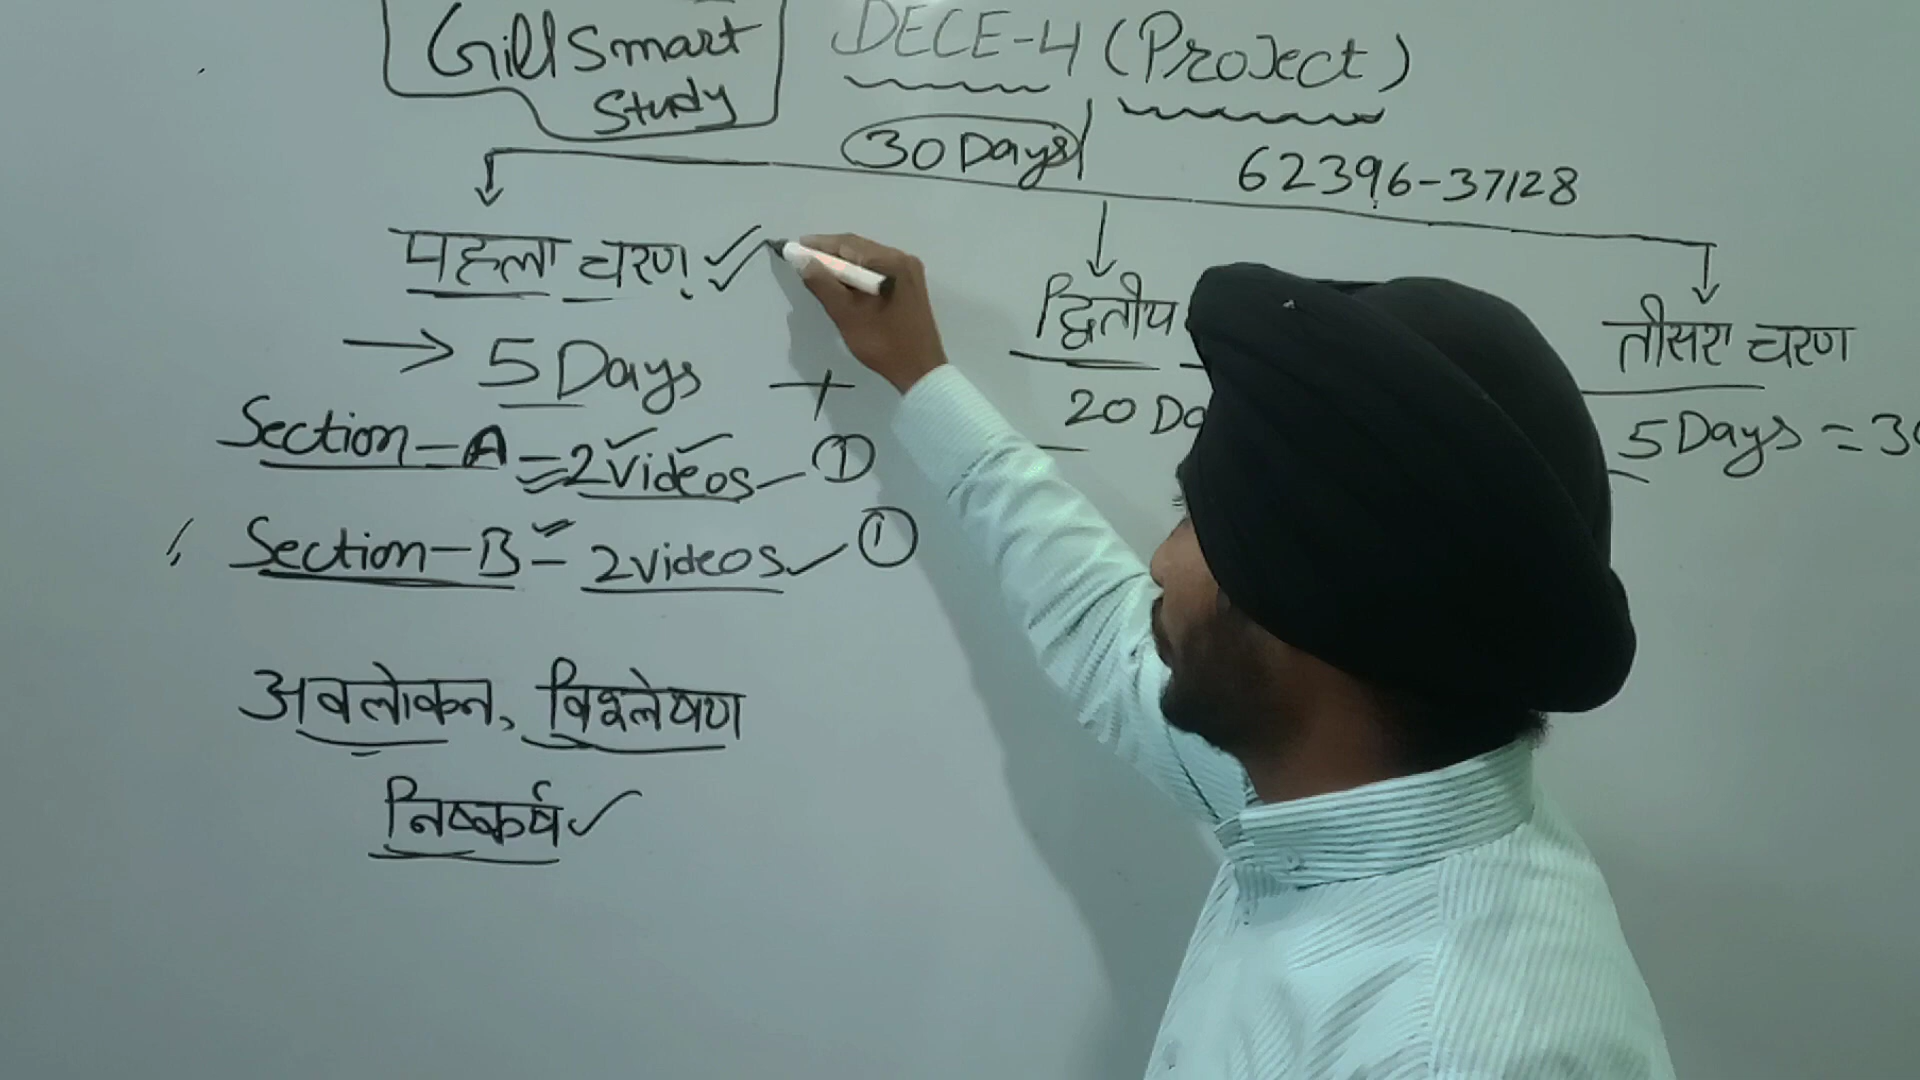 Gill Smart
Study
DECE-4 (Project)
30 Days
62396-37128
पहला चरण
→ 5 Days +
Section-A = 2 Videos - ①
Section-B = 2 videos ①
अवलोकन, विश्लेषण
निष्कर्ष ✓
द्वितीय
20
तीसरा चरण
5 Days =